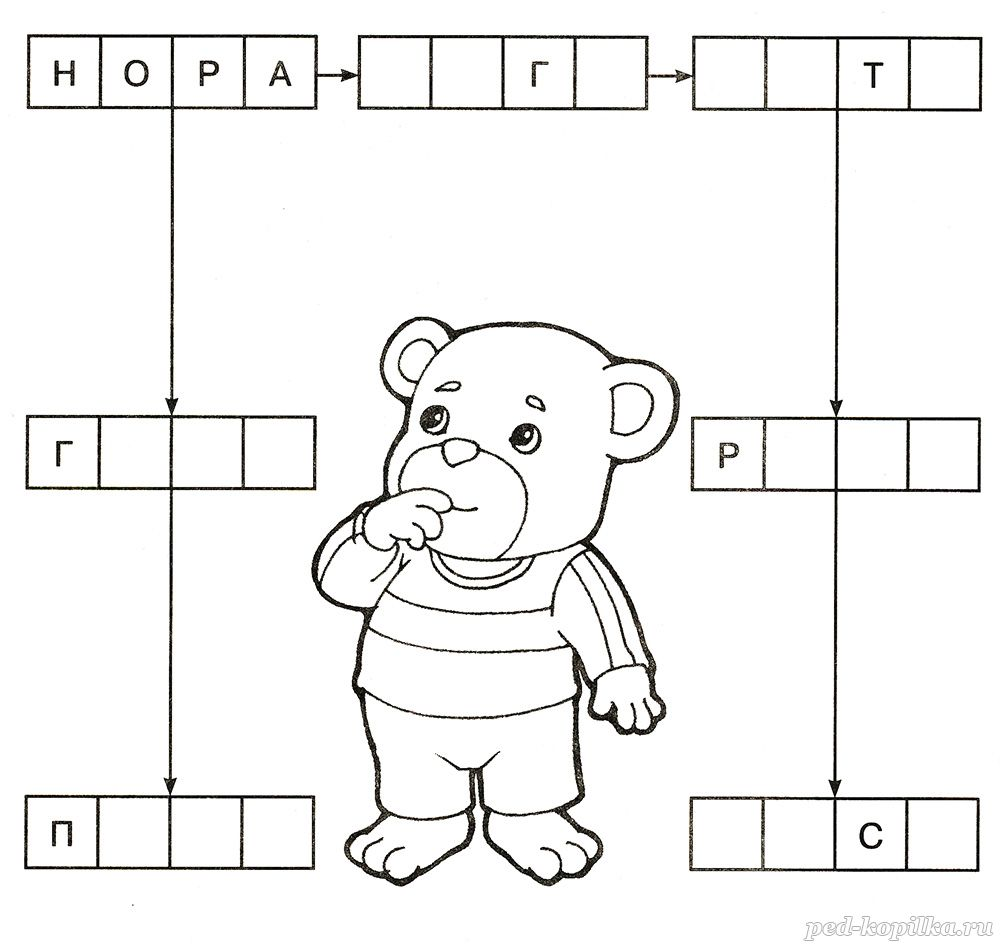 Н О Р А Г Т
Г Р
П С
ped-kopilka.ru